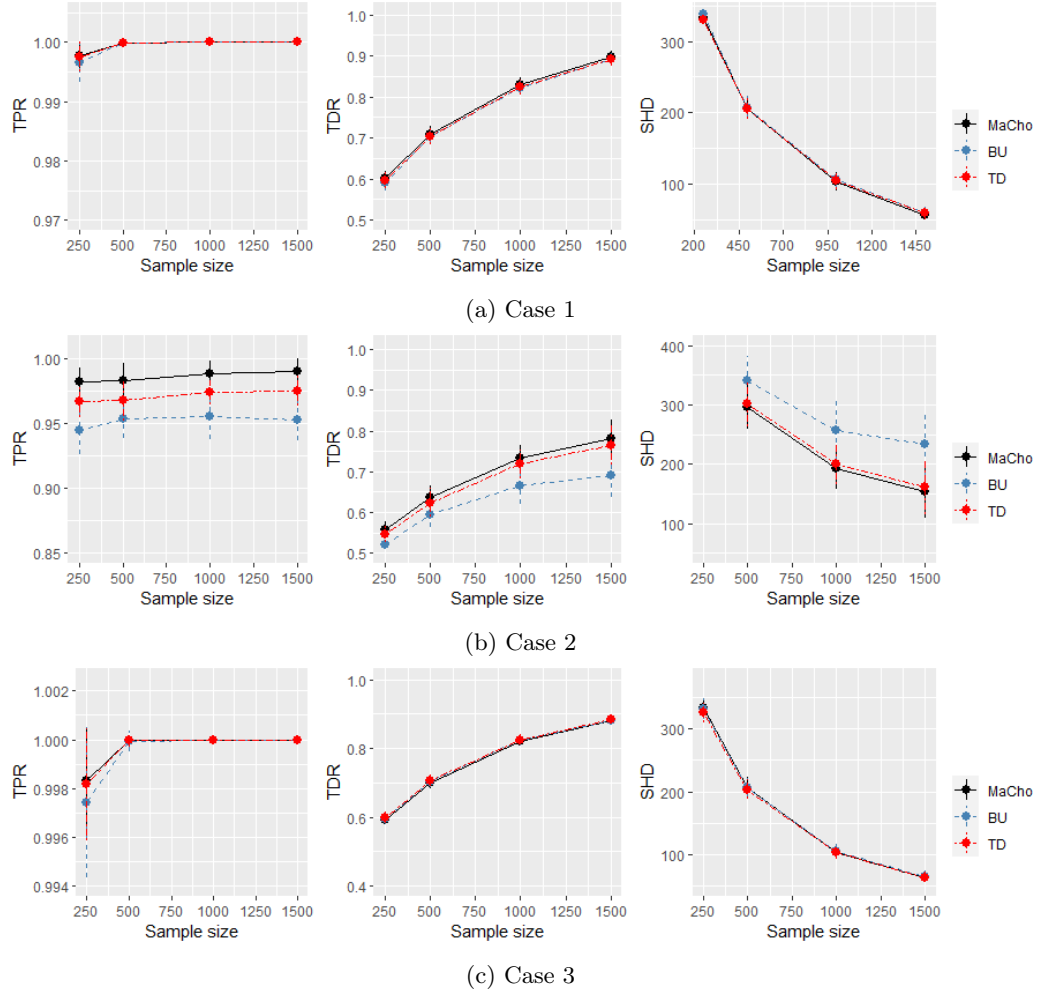 TPR
1.00
0.99
0.98
0.97
250 500 750 1000 1250 1500
Sample size
TDR
1.0
0.9
0.8
0.7
0.6
0.5
250 500 750 1000 1250 1500
Sample size
SHD
300
200
100
200 450 700 950 1200 1450
Sample size
MaCho
BU
TD
(a) Case 1
TPR
1.00
0.95
0.90
0.85
250 500 750 1000 1250 1500
Sample size
TDR
1.0
0.9
0.8
0.7
0.6
0.5
250 500 750 1000 1250 1500
Sample size
SHD
400
300
200
100
250 500 750 1000 1250 1500
Sample size
MaCho
BU
TD
(b) Case 2
TPR
1.002
1.000
0.998
0.996
0.994
250 500 750 1000 1250 1500
Sample size
TDR
1.0
0.8
0.6
0.4
250 500 750 1000 1250 1500
Sample size
SHD
300
200
100
250 500 750 1000 1250 1500
Sample size
MaCho
BU
TD
(c) Case 3